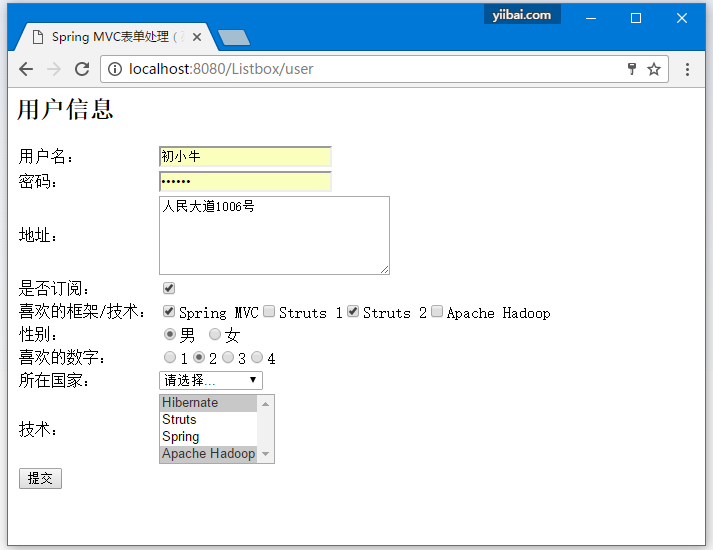 yiibai.com
Spring MVC表单处理 (
localhost:8080/Listbox/user
用户信息
用户名： 初小牛
密码： ••••••
地址： 人民大道1006号
是否订阅：
喜欢的框架/技术： Spring MVC Struts 1 Struts 2 Apache Hadoop
性别： 男 女
喜欢的数字： 1 2 3 4
所在国家： 请选择...
技术： Hibernate
Struts
Spring
Apache Hadoop
提交